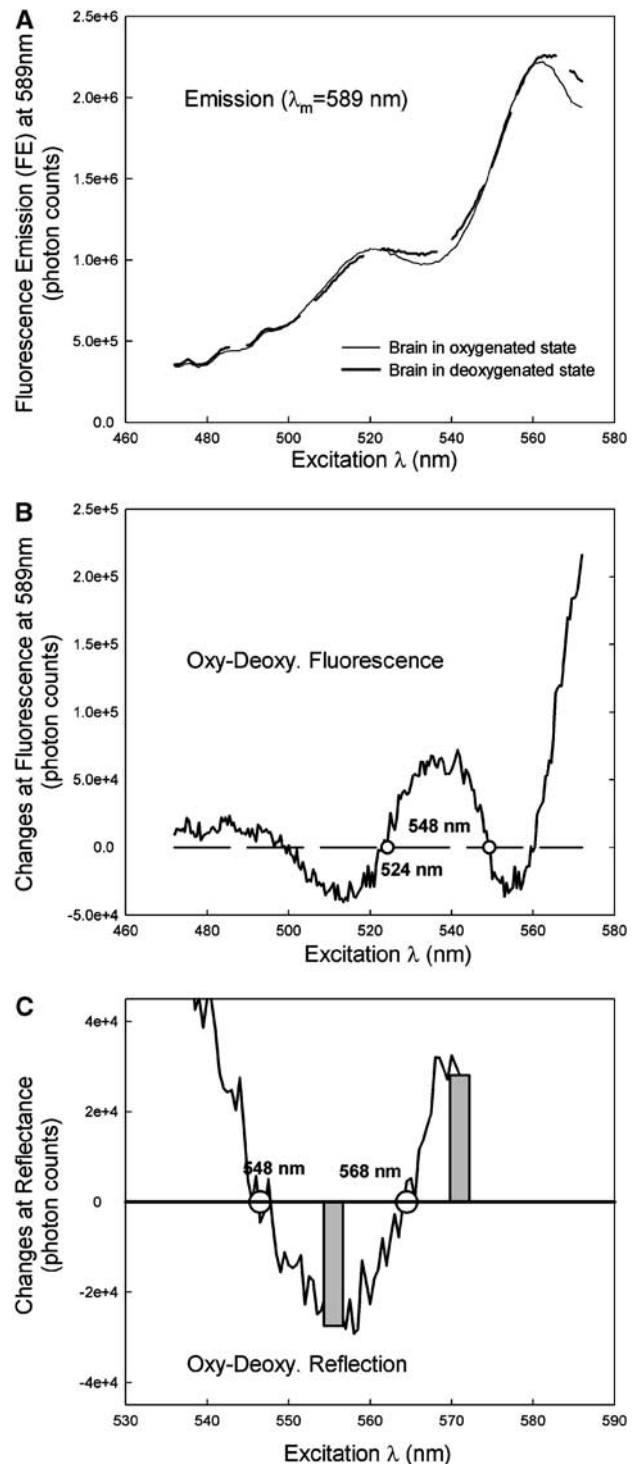 A
Fluorescence Emission (FE) at 589nm
(photon counts)
2.5e+6
2.0e+6
1.5e+6
1.0e+6
5.0e+5
0.0
Emission (λm=589 nm)
Brain in oxygenated state
Brain in deoxygenated state
460 480 500 520 540 560 580
Excitation λ (nm)
B
Changes at Fluorescence at 589nm
(photon counts)
2.5e+5
2.0e+5
1.5e+5
1.0e+5
5.0e+4
0.0
-5.0e+4
Oxy-Deoxy. Fluorescence
548 nm
524 nm
460 480 500 520 540 560 580
Excitation λ (nm)
C
Changes at Reflectance
(photon counts)
4e+4
2e+4
0
-2e+4
-4e+4
548 nm 568 nm
Oxy-Deoxy. Reflection
530 540 550 560 570 580 590
Excitation λ (nm)